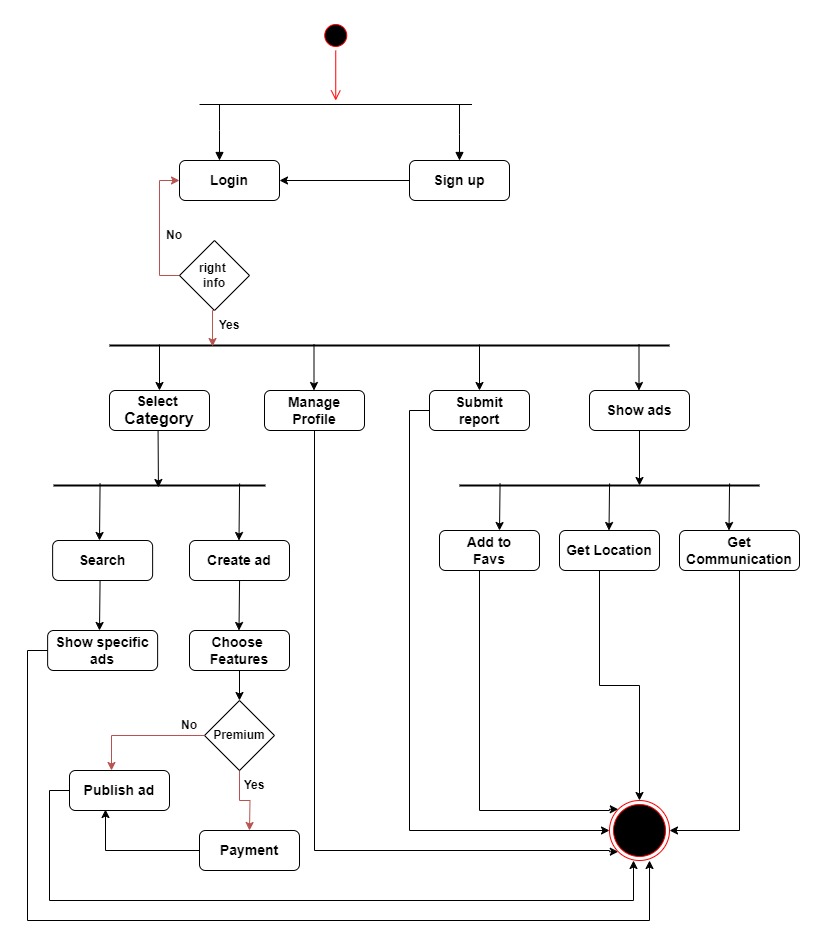 Login
Sign up
No
right
info
Yes
Select
Category
Manage
Profile
Submit
report
Show ads
Search
Create ad
Add to
Favs
Get Location
Get
Communication
Show specific
ads
Choose
Features
No
Premium
Yes
Publish ad
Payment